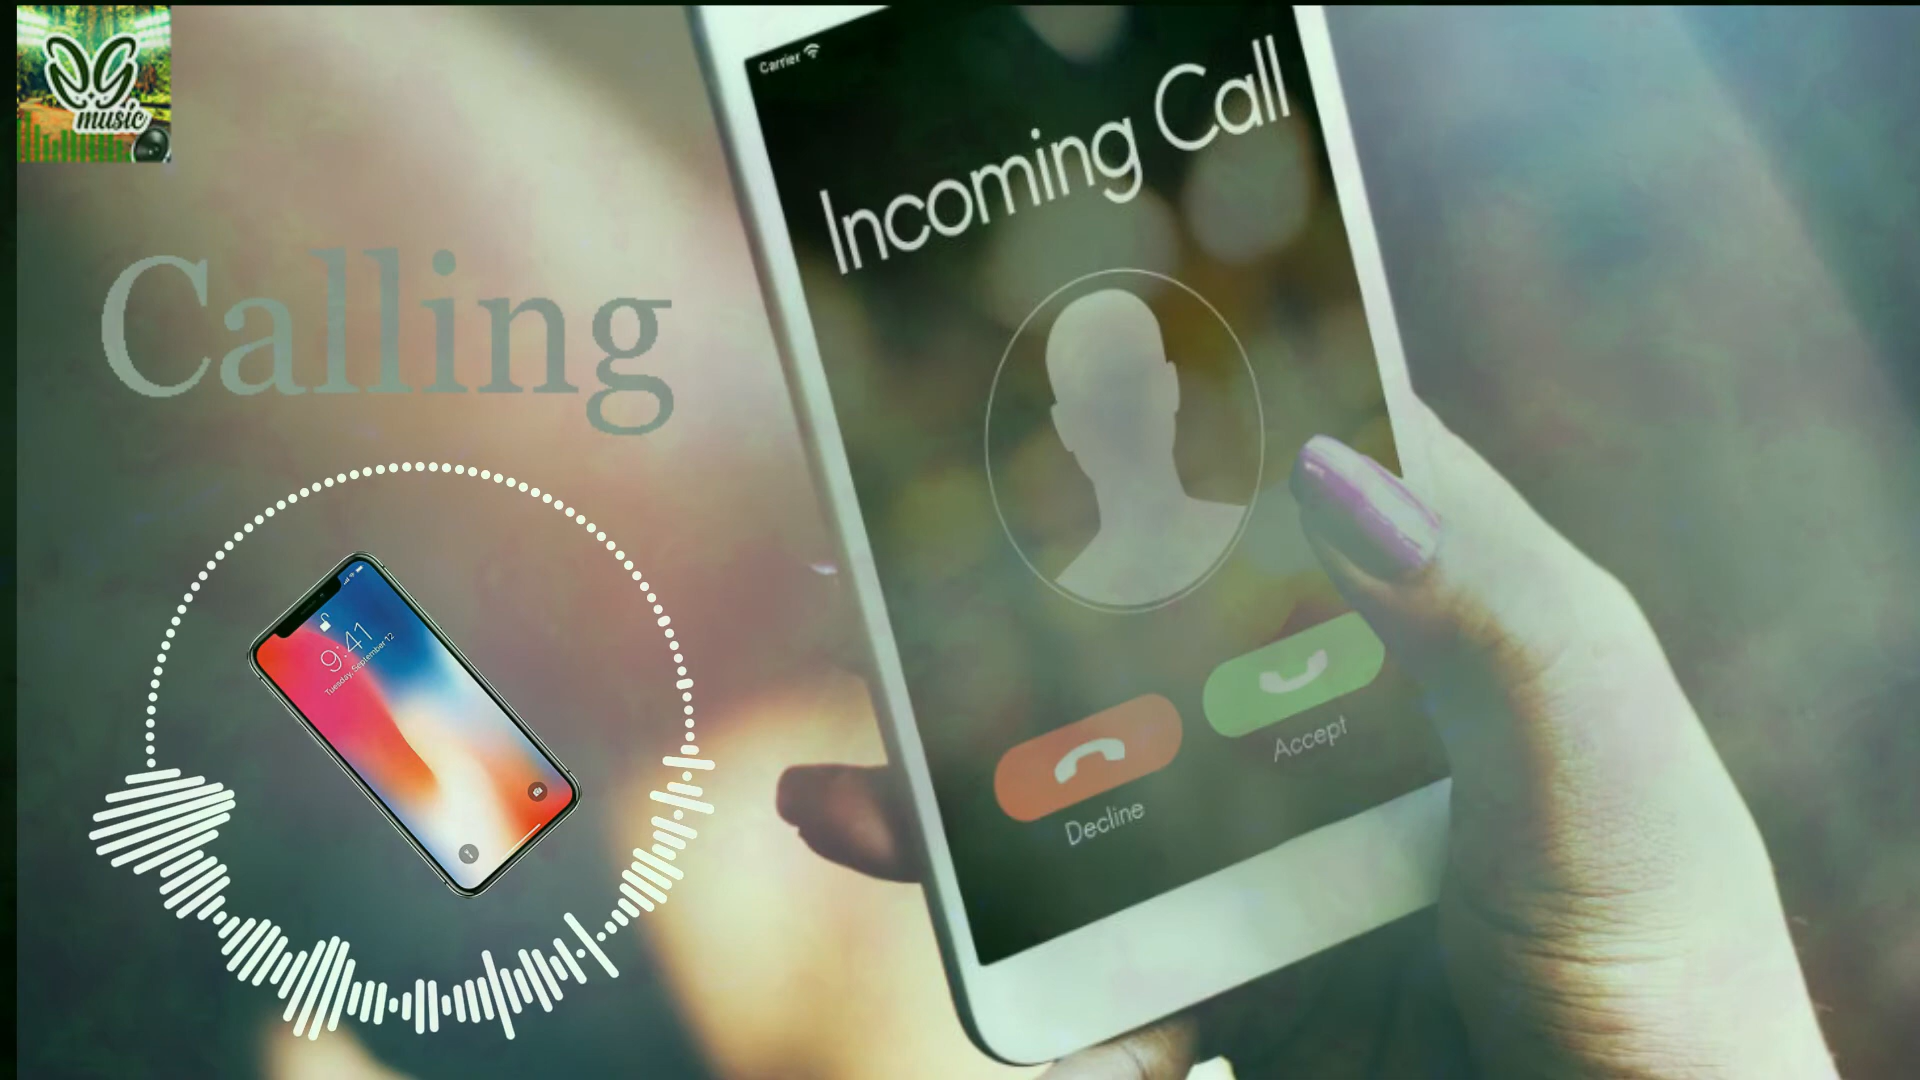 music
Calling
9:41
Tuesday, September 12
Carrier
Incoming Call
Decline
Accept